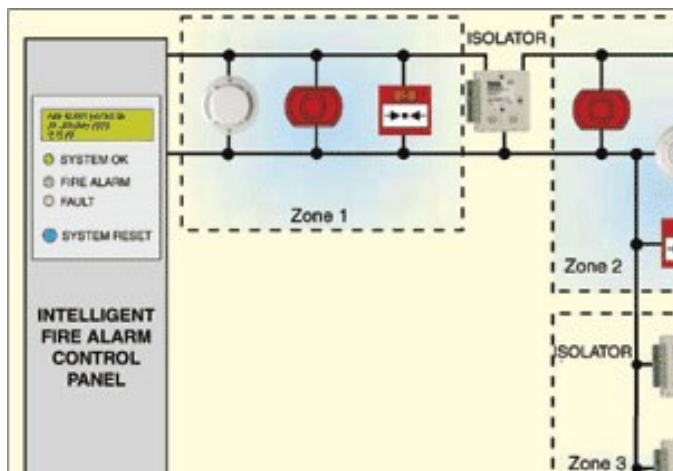 ISOLATOR
SYSTEM OK
FIRE ALARM
FAULT
SYSTEM RESET
Zone 1
Zone 2
INTELLIGENT
FIRE ALARM
CONTROL
PANEL
ISOLATOR
Zone 3